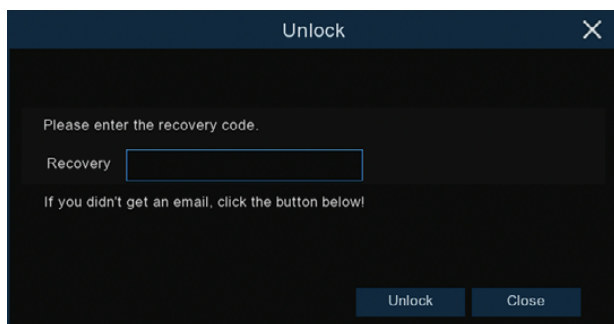 Unlock
Please enter the recovery code.
Recovery
If you didn't get an email, click the button below!
Unlock Close